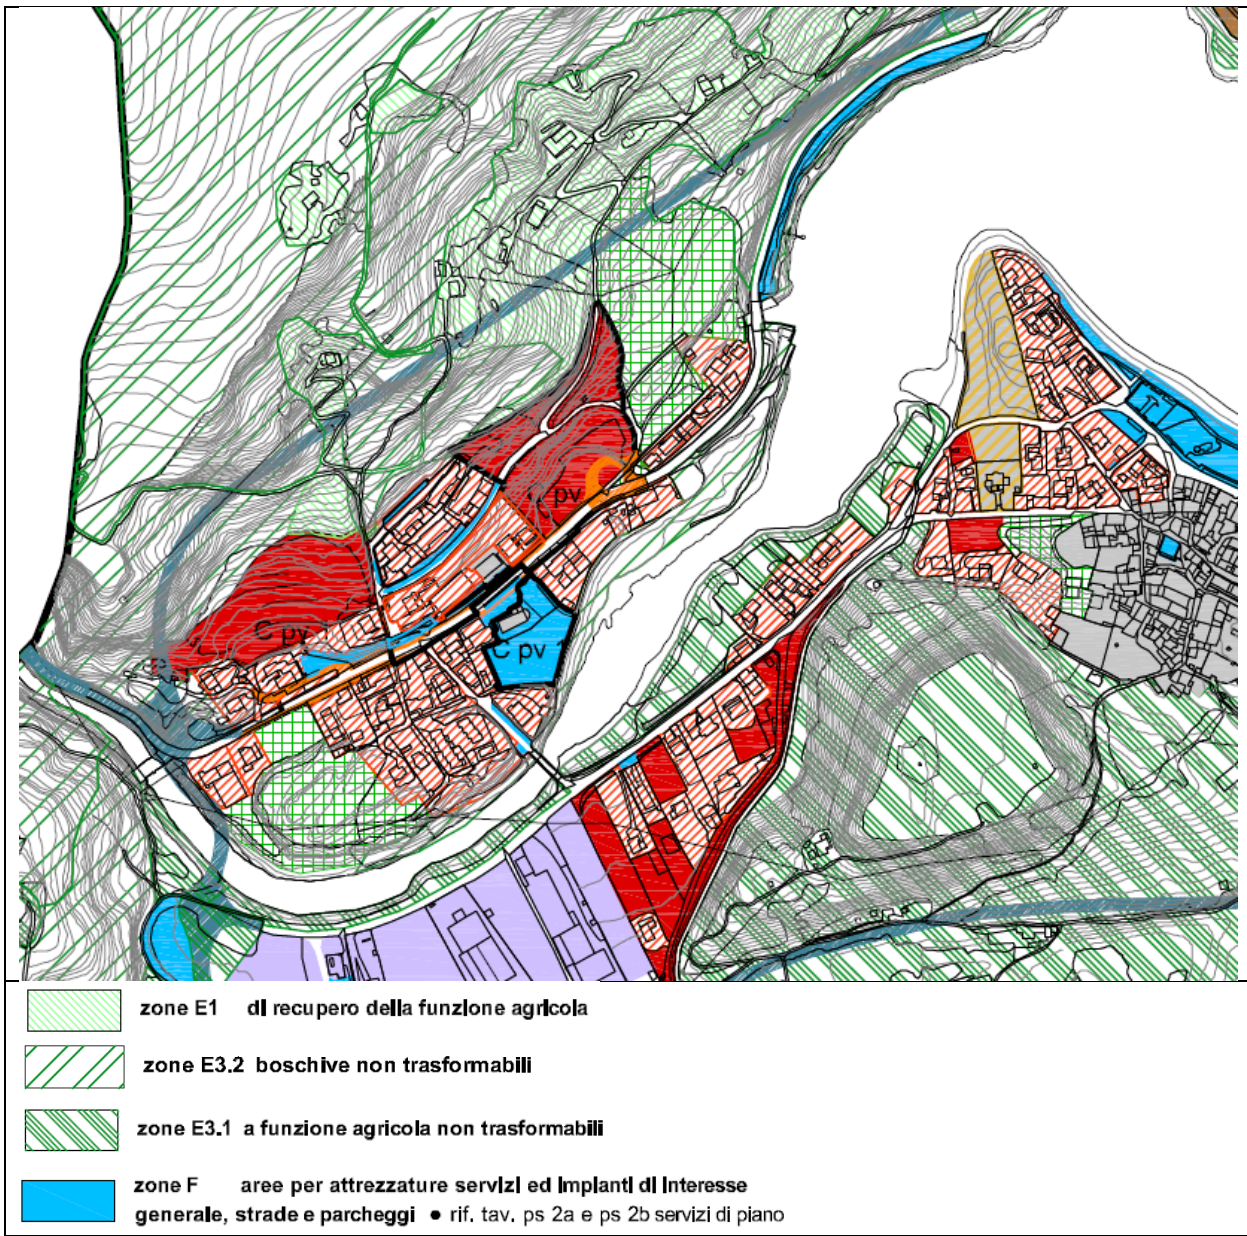 pv
C pv
C pv
zone E1 di recupero della funzione agricola
zone E3.2 boschive non trasformabili
zone E3.1 a funzione agricola non trasformabili
zone F aree per attrezzature servizi ed impianti di interesse
generale, strade e parcheggi • rif. tav. ps 2a e ps 2b servizi di piano